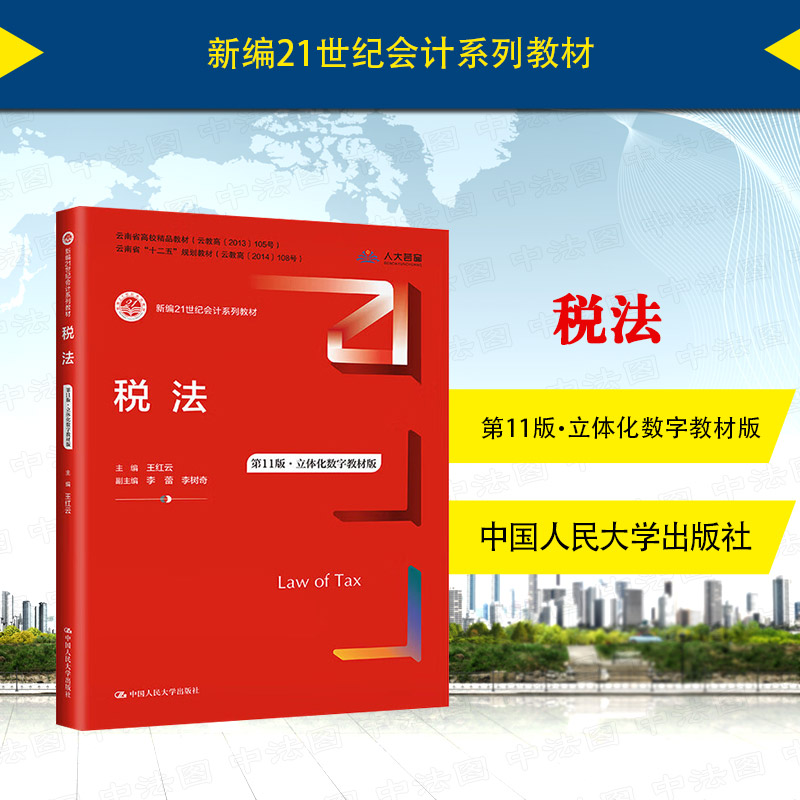 新编21世纪会计系列教材
云南省高校精品教材（云教高〔2013〕105号）
云南省“十二五”规划教材（云教高〔2014〕108号）
人大芸窗
新编21世纪会计系列教材
21
税法
第11版·立体化数字教材版
主编 王红云
副主编 李蕾 李树奇
Law of Tax
中国人民大学出版社
新编21世纪会计系列教材
税法
第11版·立体化数字教材版
主编 王红云
中国人民大学出版社
税法
第11版·立体化数字教材版
中国人民大学出版社
中法图